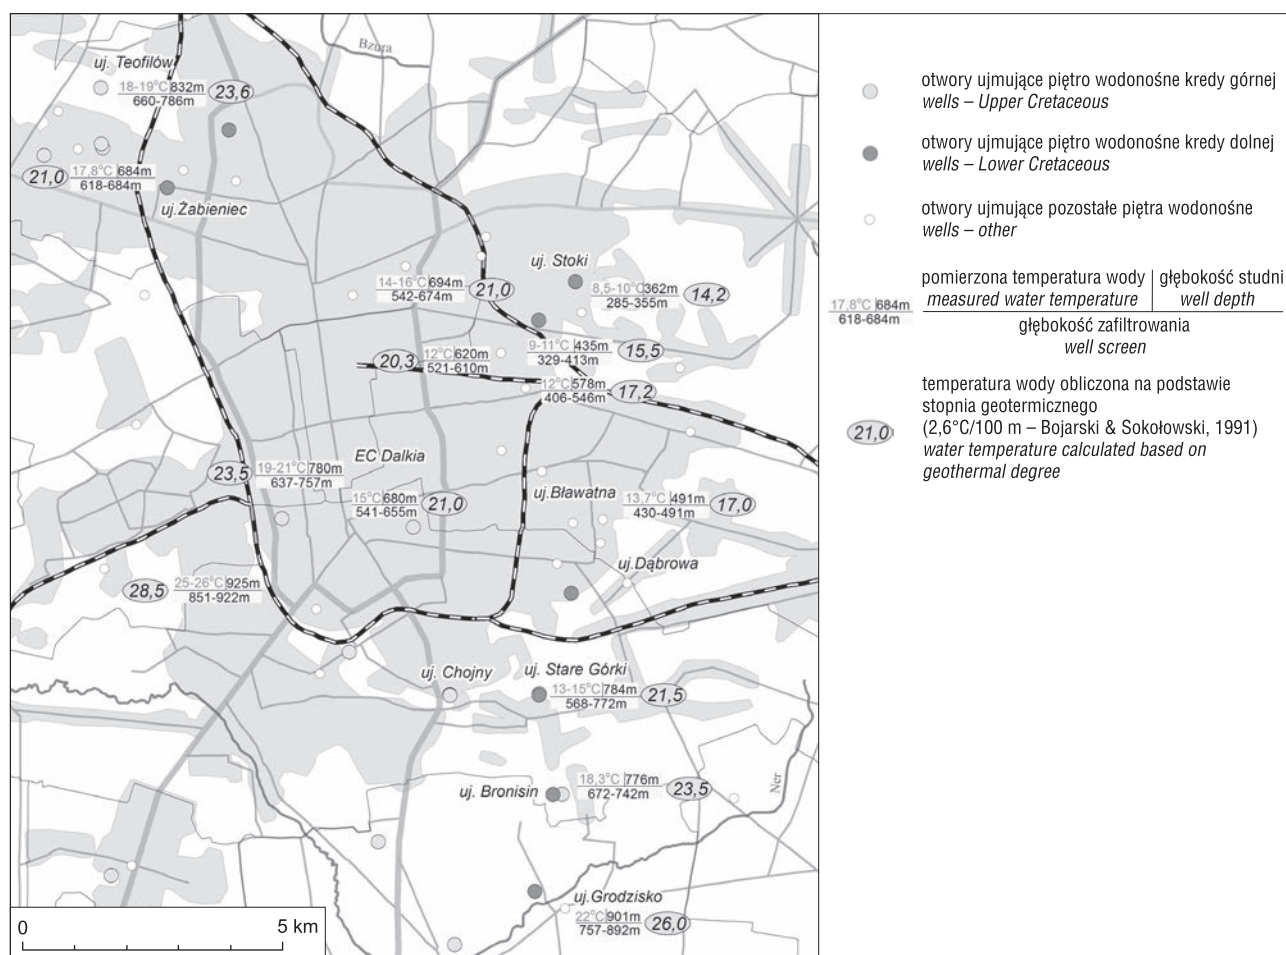 Bzura
uj. Teofilów
18-19°C 832m
660-786m
23,6
21,0
17,8°C 684m
618-684m
uj.Żabieniec
uj. Stoki
14-16°C 694m
542-674m
21,0
8,5-10°C 362m
285-355m
14,2
9-11°C 435m
329-413m
15,5
20,3
12°C 620m
521-610m
12°C 578m
406-546m
17,2
EC Dalkia
23,5
19-21°C 780m
637-757m
15°C 680m
541-655m
21,0
uj.Bławatna
13,7°C 491m
430-491m
17,0
uj.Dąbrowa
28,5
25-26°C 925m
851-922m
uj. Chojny
uj. Stare Górki
13-15°C 784m
568-772m
21,5
uj. Bronisin
18,3°C 776m
672-742m
23,5
Ner
uj.Grodzisko
22°C 901m
757-892m
26,0
0 5 km
otwory ujmujące piętro wodonośne kredy górnej
wells – Upper Cretaceous
otwory ujmujące piętro wodonośne kredy dolnej
wells – Lower Cretaceous
otwory ujmujące pozostałe piętra wodonośne
wells – other
17,8°C 684m
618-684m
pomierzona temperatura wody głębokość studni
measured water temperature well depth
głębokość zafiltrowania
well screen
21,0
temperatura wody obliczona na podstawie
stopnia geotermicznego
(2,6°C/100 m – Bojarski & Sokołowski, 1991)
water temperature calculated based on
geothermal degree